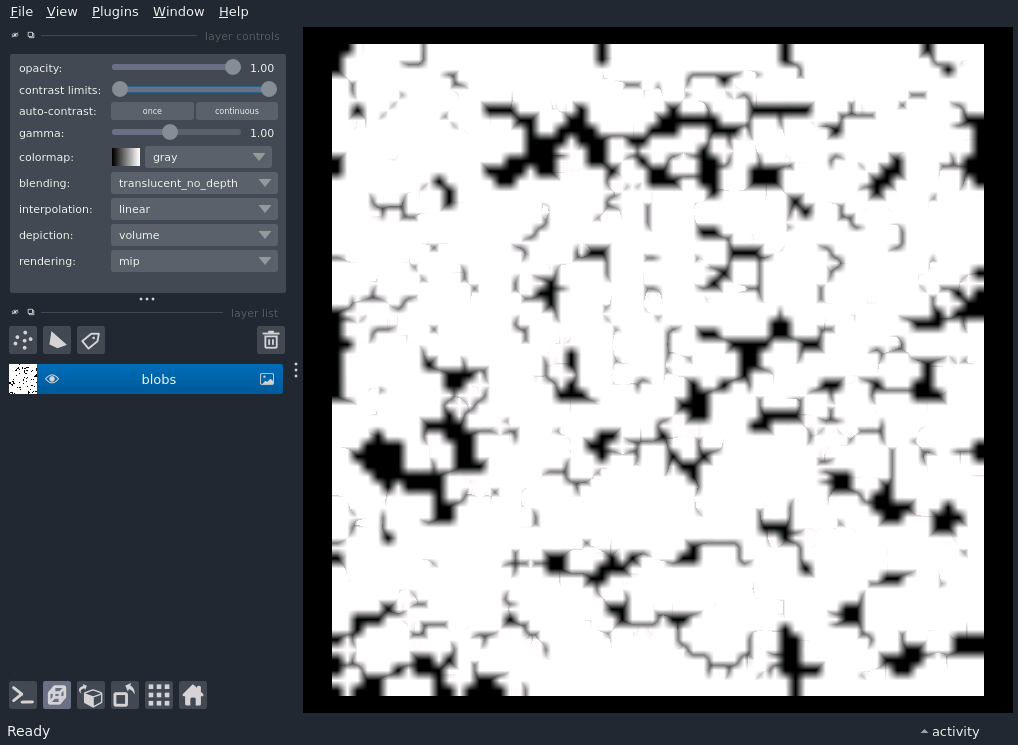 File View Plugins Window Help
layer controls
opacity: 1.00
contrast limits:
auto-contrast: once continuous
gamma: 1.00
colormap: gray
blending: translucent_no_depth
interpolation: linear
depiction: volume
rendering: mip
layer list
blobs
Ready activity